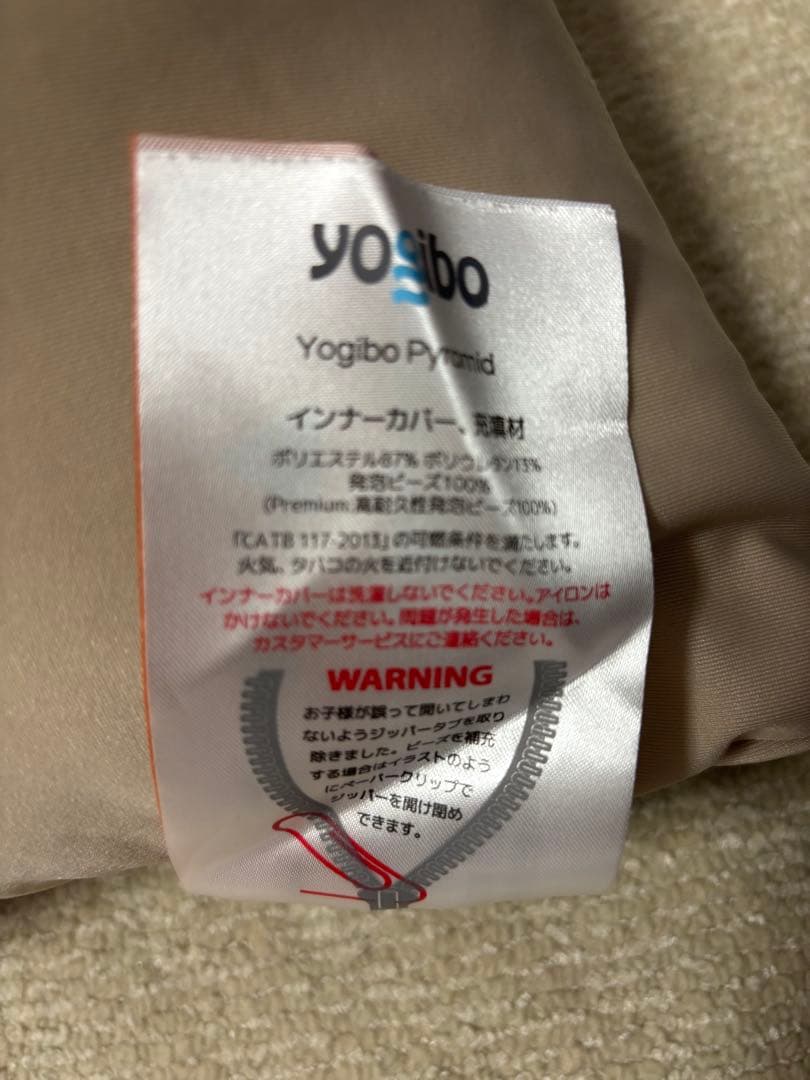 yogibo
Yogibo Pyramid
インナーカバー、充填材
ポリエステル87% ポリウレタン13%
発泡ビーズ100%
(Premium:高耐久性発泡ビーズ100%)
「CATB 117-2013」の可燃条件を満たします。
火気、タバコの火を近付けないでください。
インナーカバーは洗濯しないでください。アイロンは
かけないでください。問題が発生した場合は、
カスタマーサービスにご連絡ください。
WARNING
お子様が誤って開いてしまわ
ないようジッパータブを取り
除きました。ビーズを補充
する場合はイラストのよう
にペーパークリップで
ジッパーを開け閉め
できます。